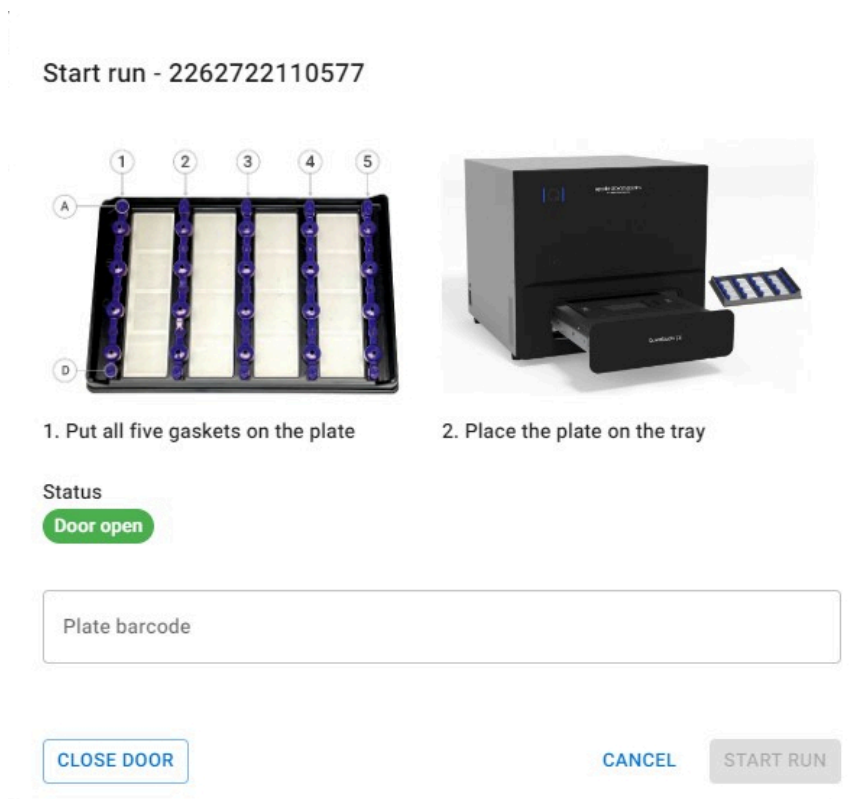 Start run - 2262722110577
1 2 3 4 5
A
D
1. Put all five gaskets on the plate
2. Place the plate on the tray
Status
Door open
Plate barcode
CLOSE DOOR
CANCEL
START RUN